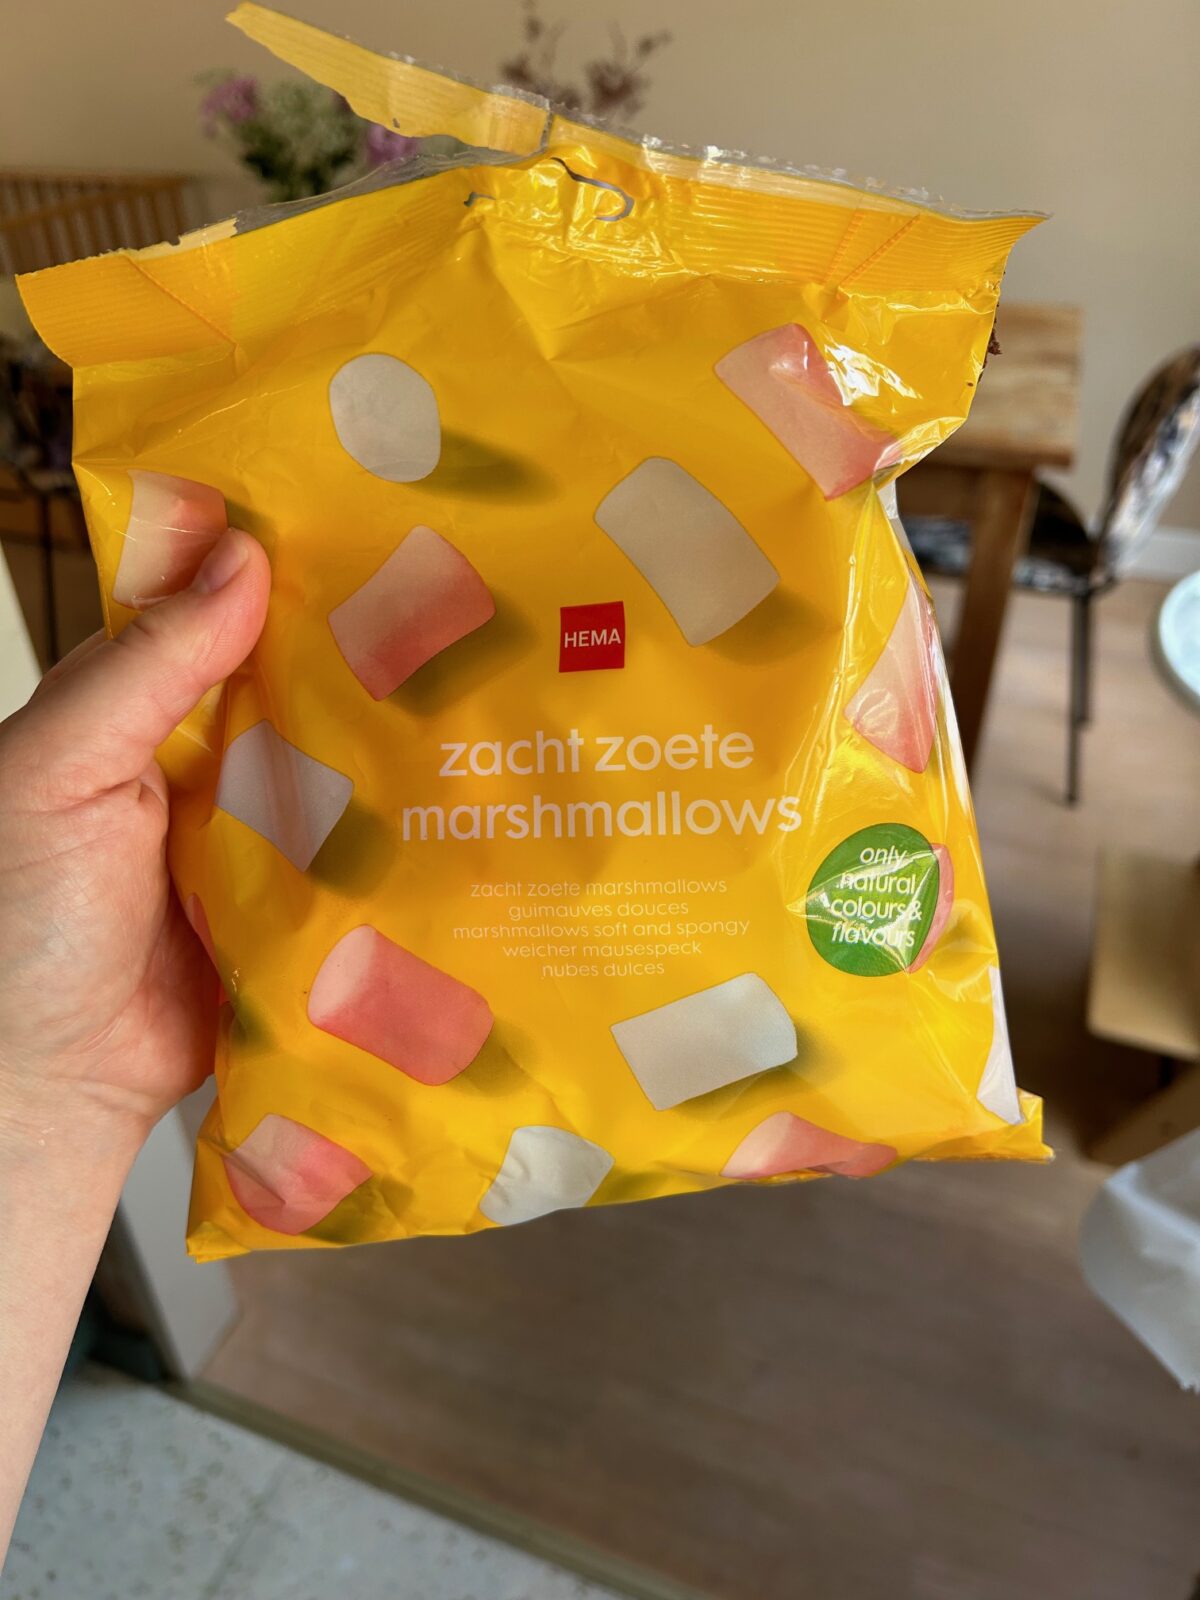 HEMA
zacht zoete
marshmallows
zacht zoete marshmallows
guimauves douces
marshmallows soft and spongy
weicher mausespeck
nubes dulces
only
natural
colours &
flavours